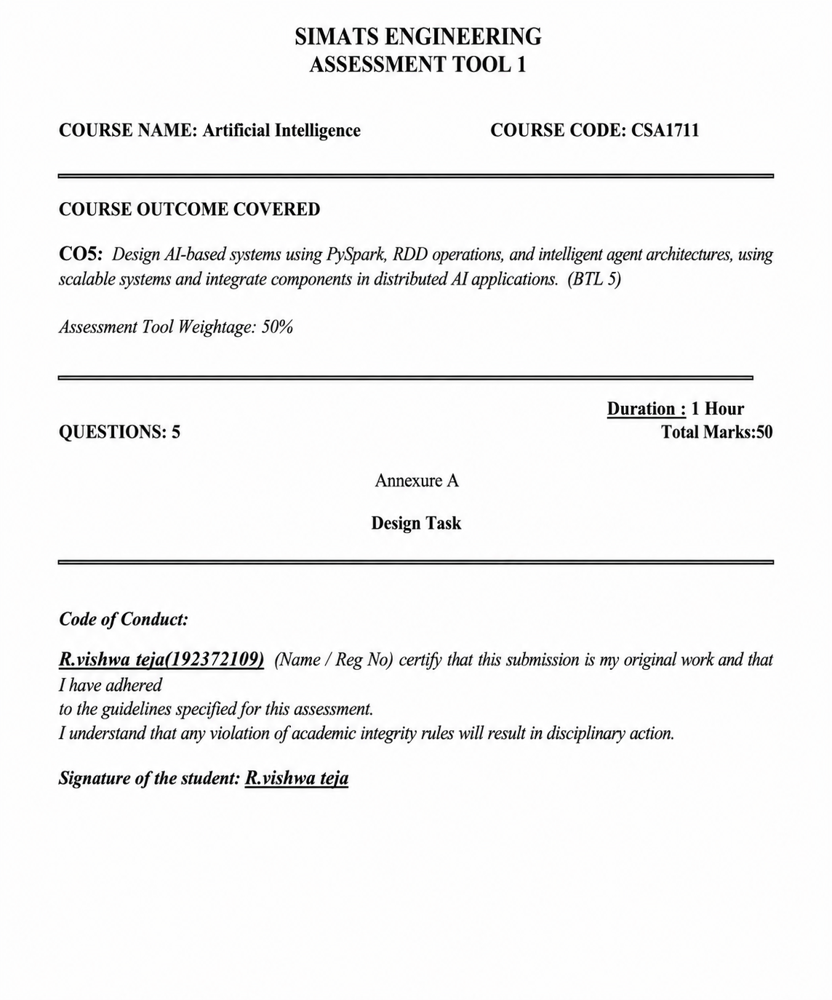 SIMATS ENGINEERING
ASSESSMENT TOOL 1
COURSE NAME: Artificial Intelligence COURSE CODE: CSA1711
COURSE OUTCOME COVERED
CO5: Design AI-based systems using PySpark, RDD operations, and intelligent agent architectures, using
scalable systems and integrate components in distributed AI applications. (BTL 5)
Assessment Tool Weightage: 50%
Duration : 1 Hour
QUESTIONS: 5 Total Marks:50
Annexure A
Design Task
Code of Conduct:
R.vishwa teja(192372109) (Name / Reg No) certify that this submission is my original work and that
I have adhered
to the guidelines specified for this assessment.
I understand that any violation of academic integrity rules will result in disciplinary action.
Signature of the student: R.vishwa teja